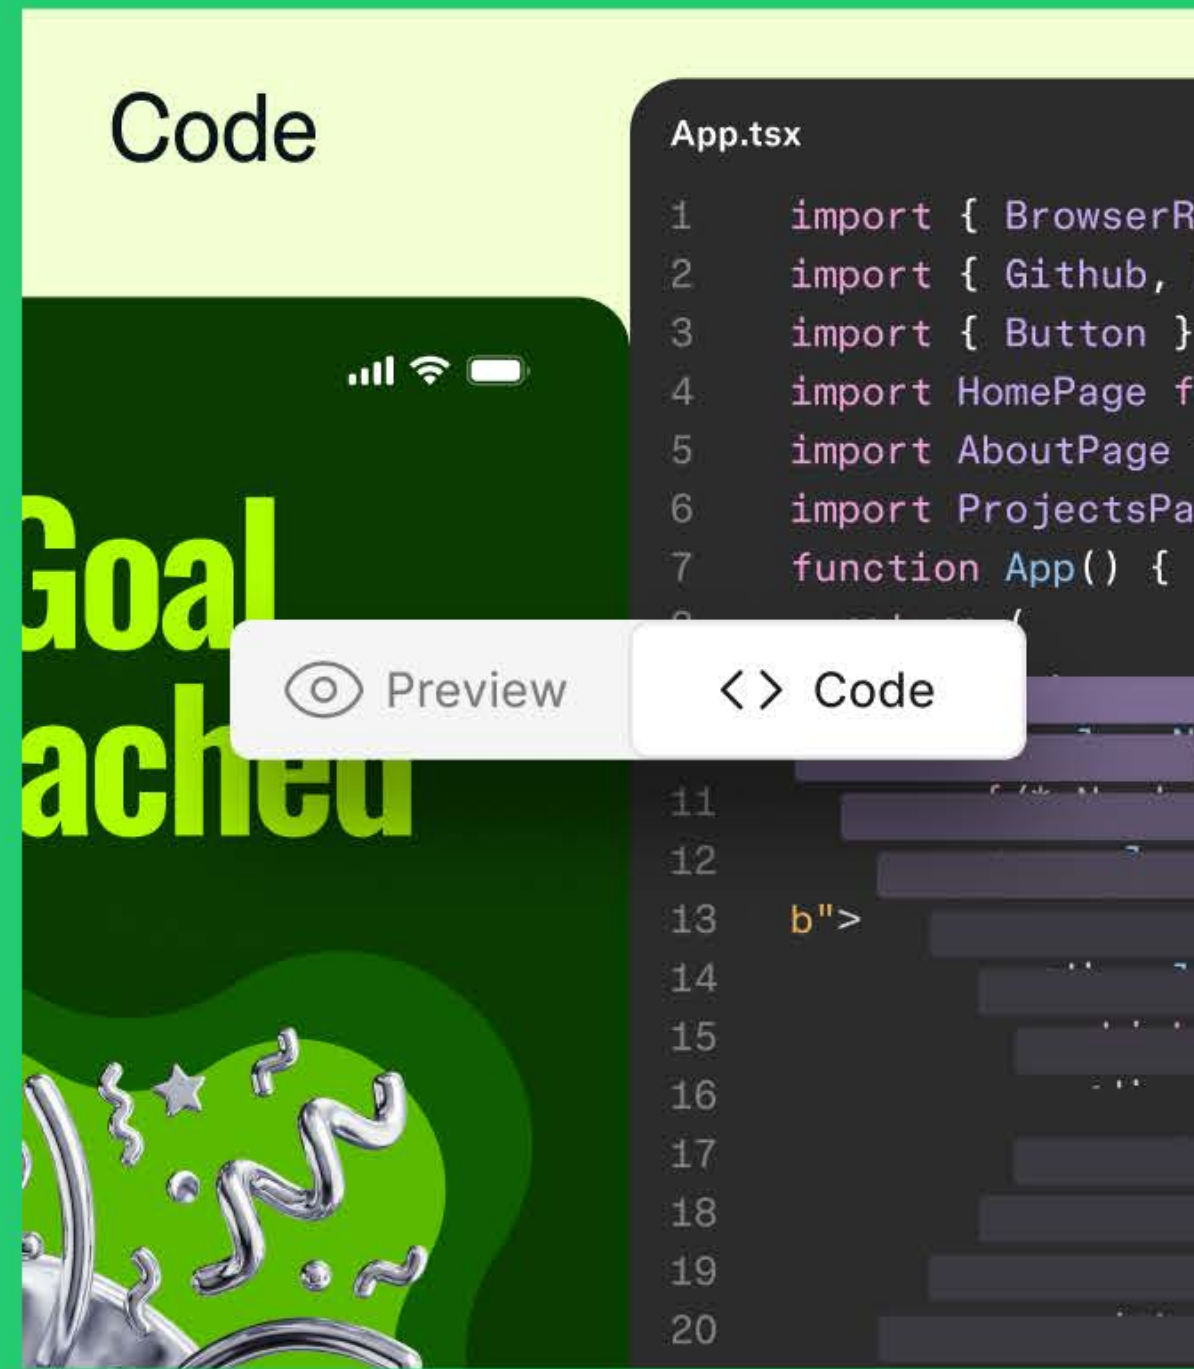 Code
App.tsx
1 import { BrowserR
2 import { Github,
3 import { Button }
4 import HomePage f
5 import AboutPage
6 import ProjectsPa
7 function App() {
Goal
ached
Preview
Code
11
12
13 b">
14
15
16
17
18
19
20